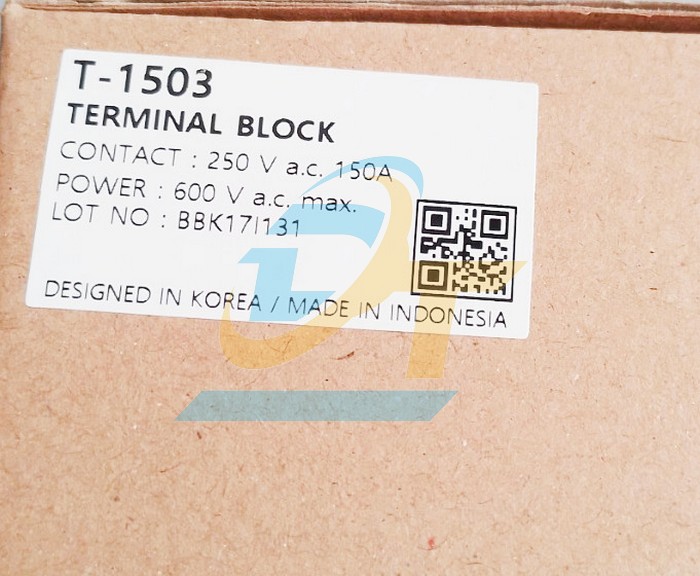 T-1503
TERMINAL BLOCK
CONTACT : 250 V a.c. 150A
POWER : 600 V a.c. max.
LOT NO : BBK17I131
DESIGNED IN KOREA / MADE IN INDONESIA